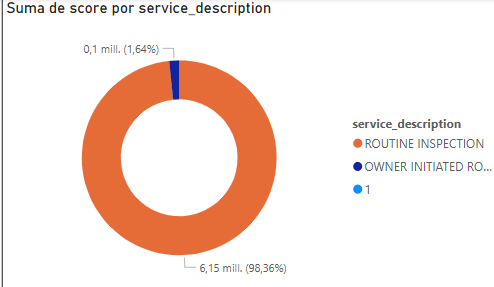 Suma de score por service_description
0,1 mill. (1,64%)
service_description
ROUTINE INSPECTION
OWNER INITIATED RO...
1
6,15 mill. (98,36%)